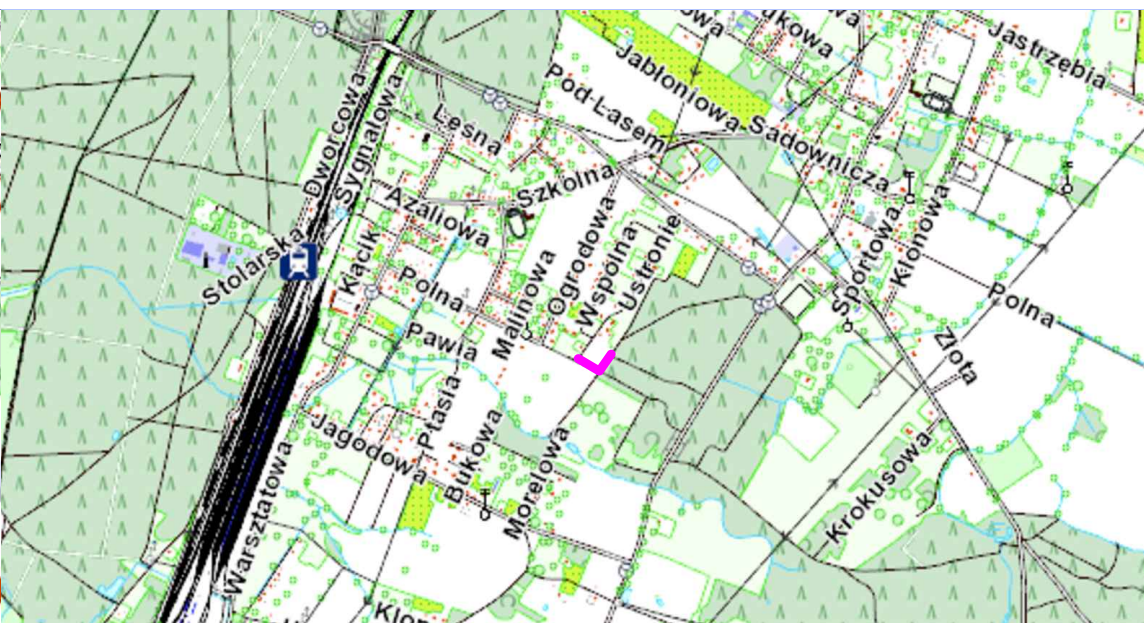 Jastrzębia
Jabłoniowa
Pod Lasem
Dworcowa
Sygnałowa
Leśna
Sadownicza
Szkolna
Azaliowa
Stolarska
Kącik
Polna
Malinowa
Ogrodowa
Wspólna
Ustronie
Sportowa
Klonowa
Polna
Złota
Pawia
Ptasia
Jagodowa
Bukowa
Morelowa
Krokusowa
Warsztatowa